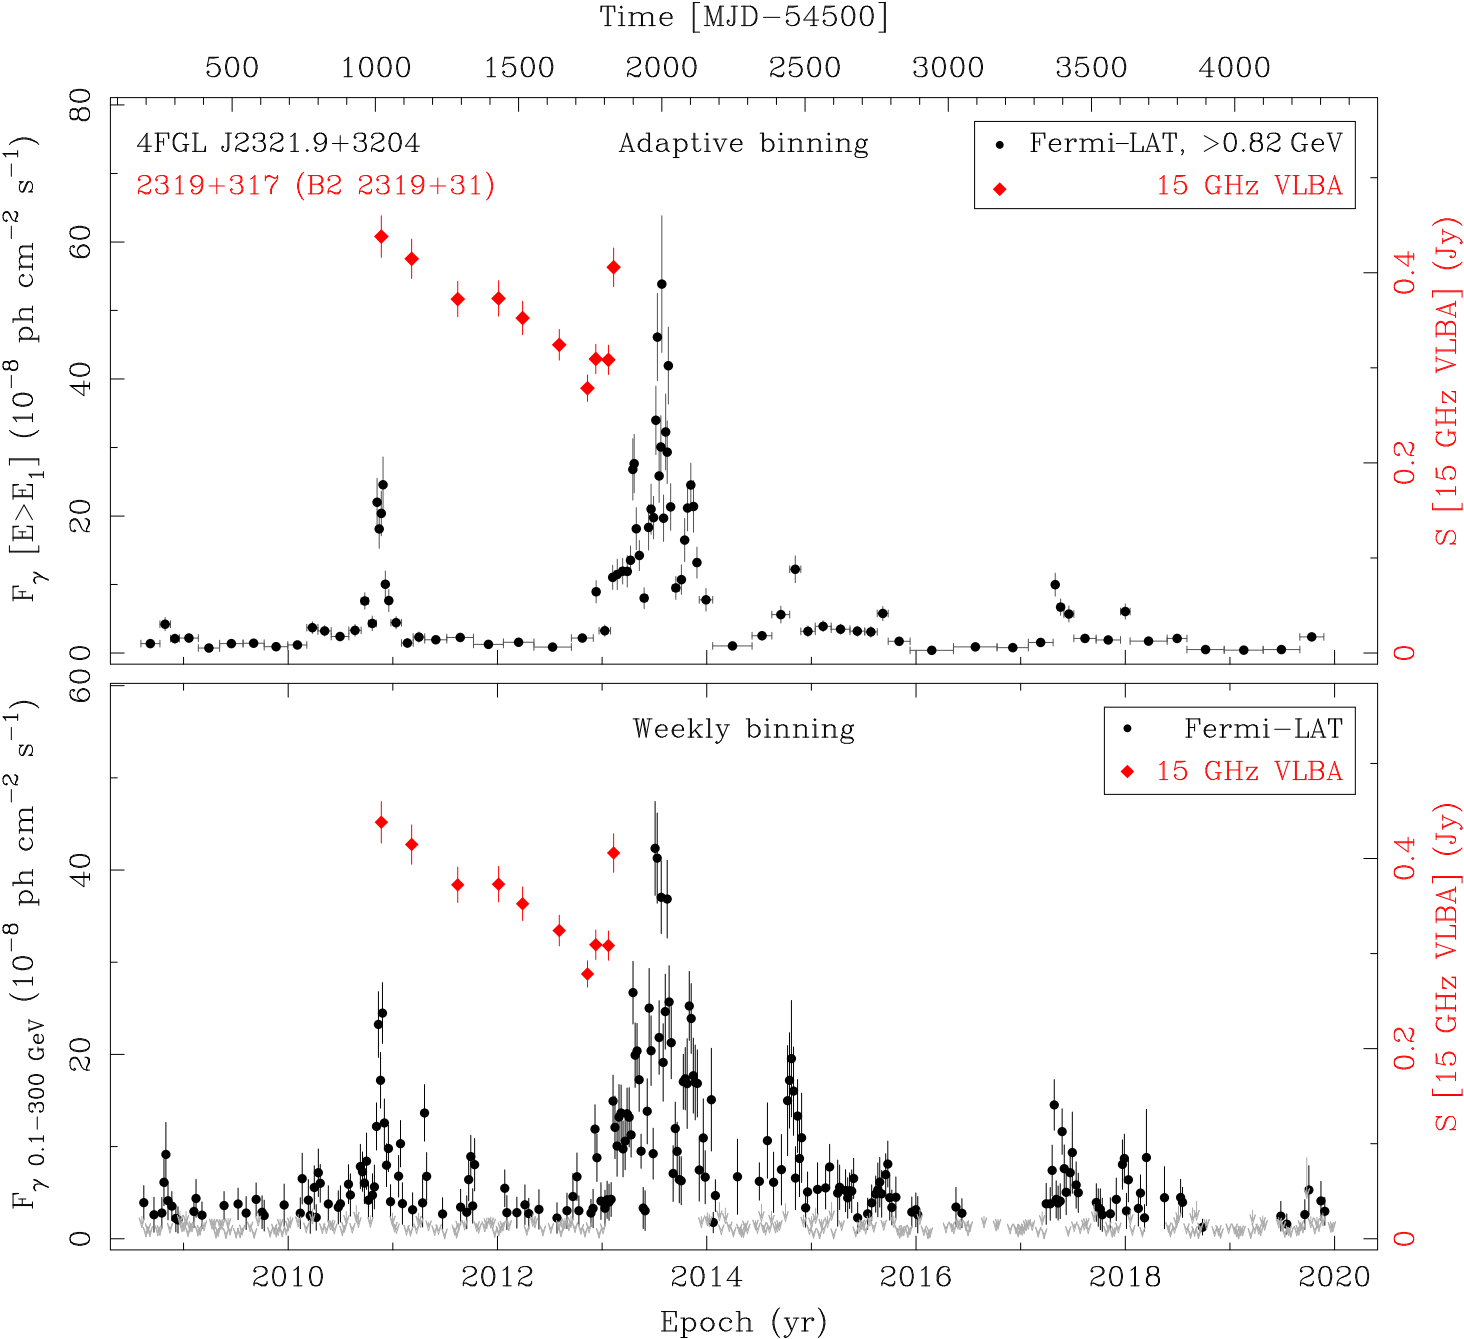 Time [MJD−54500]
500 1000 1500 2000 2500 3000 3500 4000
4FGL J2321.9+3204
2319+317 (B2 2319+31)
Adaptive binning
Fermi−LAT, >0.82 GeV
15 GHz VLBA
F γ [E>E1] (10−8 ph cm−2 s−1)
80
60
40
20
0
S [15 GHz VLBA] (Jy)
0.4
0.2
0
Weekly binning
Fermi−LAT
15 GHz VLBA
F γ 0.1−300 GeV (10−8 ph cm−2 s−1)
60
40
20
0
S [15 GHz VLBA] (Jy)
0.4
0.2
0
2010 2012 2014 2016 2018 2020
Epoch (yr)